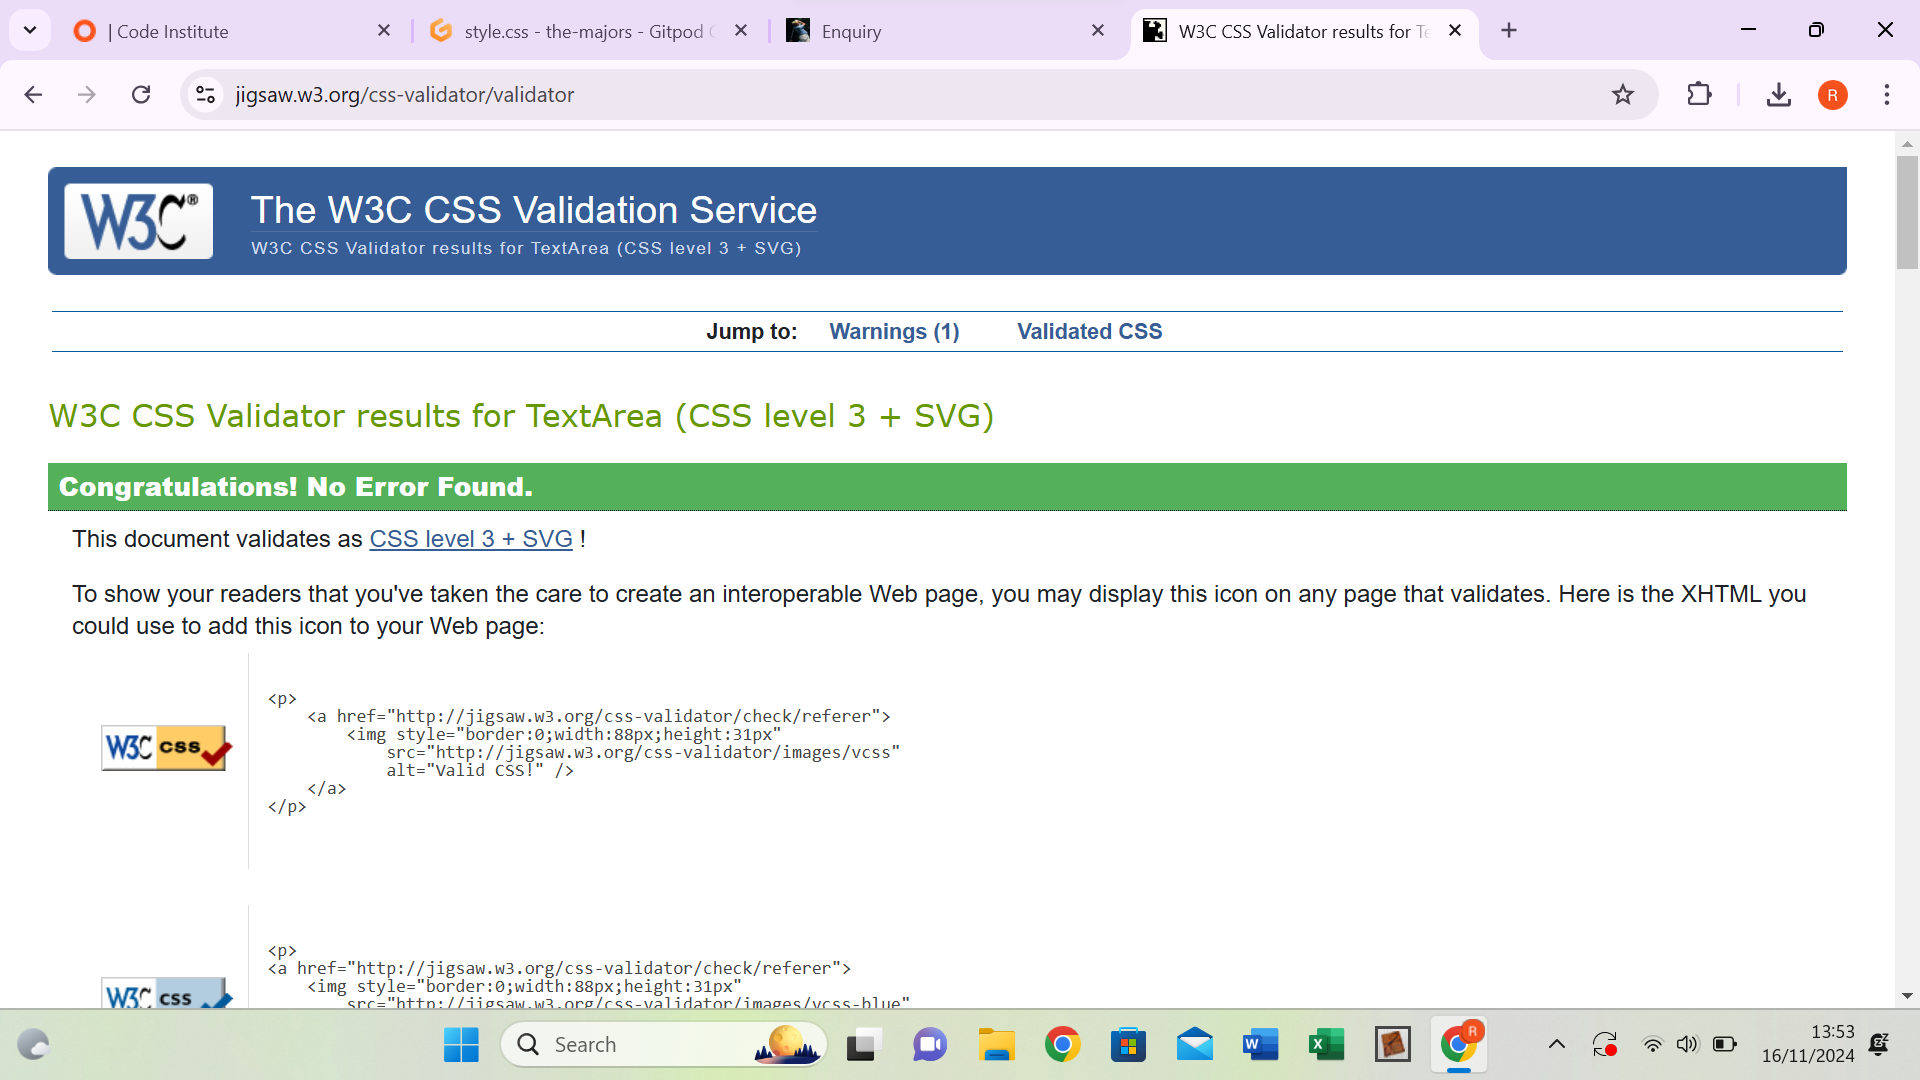 | Code Institute
style.css - the-majors - Gitpod
Enquiry
W3C CSS Validator results for Te
jigsaw.w3.org/css-validator/validator
R
W3C®
The W3C CSS Validation Service
W3C CSS Validator results for TextArea (CSS level 3 + SVG)
Jump to: Warnings (1) Validated CSS
W3C CSS Validator results for TextArea (CSS level 3 + SVG)
Congratulations! No Error Found.
This document validates as CSS level 3 + SVG !
To show your readers that you've taken the care to create an interoperable Web page, you may display this icon on any page that validates. Here is the XHTML you
could use to add this icon to your Web page:
W3C css
<p>
<a href="http://jigsaw.w3.org/css-validator/check/referer">
<img style="border:0;width:88px;height:31px"
src="http://jigsaw.w3.org/css-validator/images/vcss"
alt="Valid CSS!" />
</a>
</p>
W3C css
<p>
<a href="http://jigsaw.w3.org/css-validator/check/referer">
<img style="border:0;width:88px;height:31px"
src="http://jigsaw.w3.org/css-validator/images/vcss-blue"
Search
W
X
R
13:53
16/11/2024